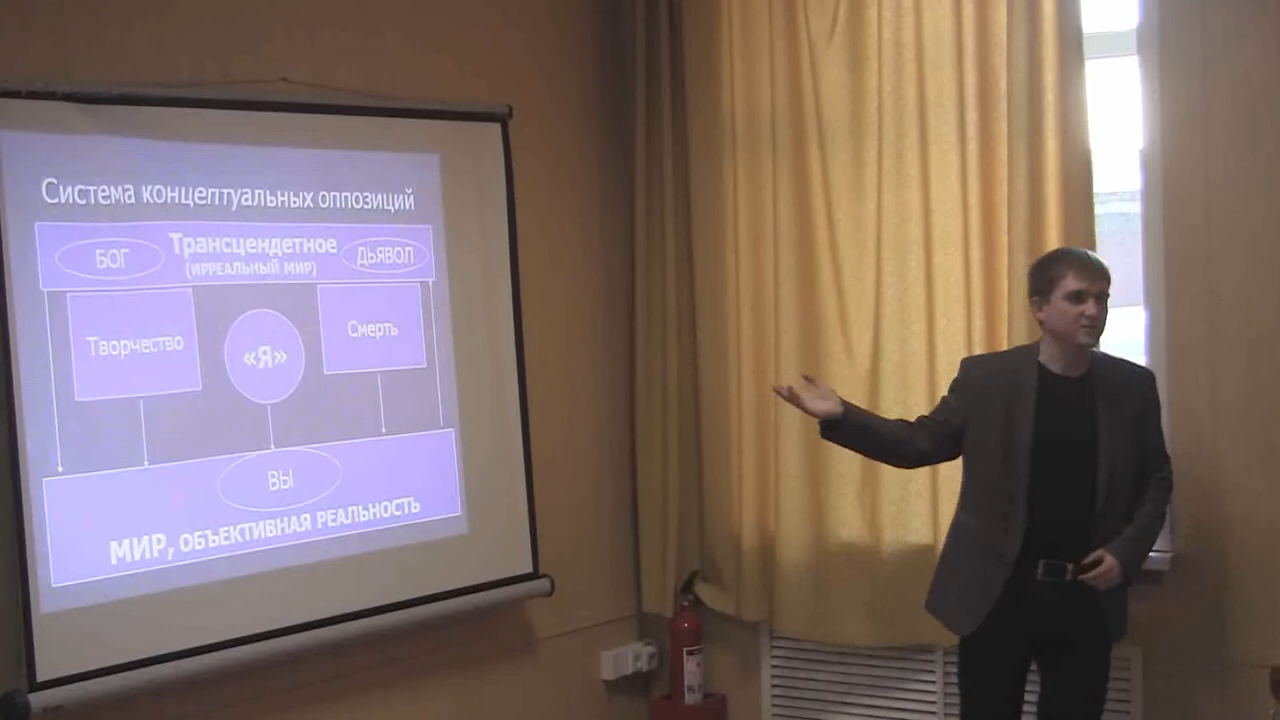 Система концептуальных оппозиций
БОГ
Трансцендетное
(ИРРЕАЛЬНЫЙ МИР)
ДЬЯВОЛ
Творчество
«Я»
Смерть
ВЫ
МИР, ОБЪЕКТИВНАЯ РЕАЛЬНОСТЬ